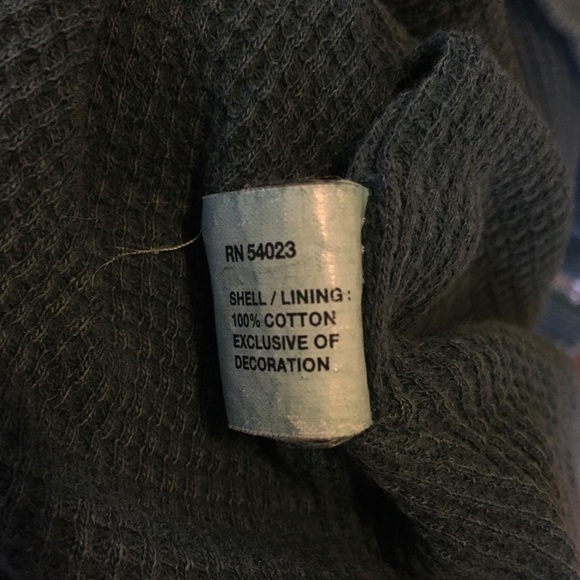 RN 54023
SHELL / LINING :
100% COTTON
EXCLUSIVE OF
DECORATION